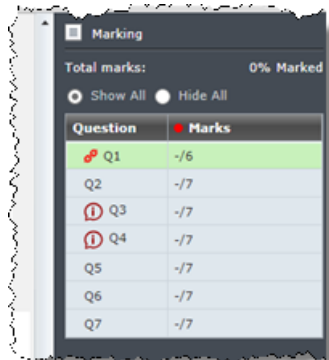 Marking
Total marks: 0% Marked
Show All Hide All
Question Marks
Q1 -/6
Q2 -/7
Q3 -/7
Q4 -/7
Q5 -/7
Q6 -/7
Q7 -/7